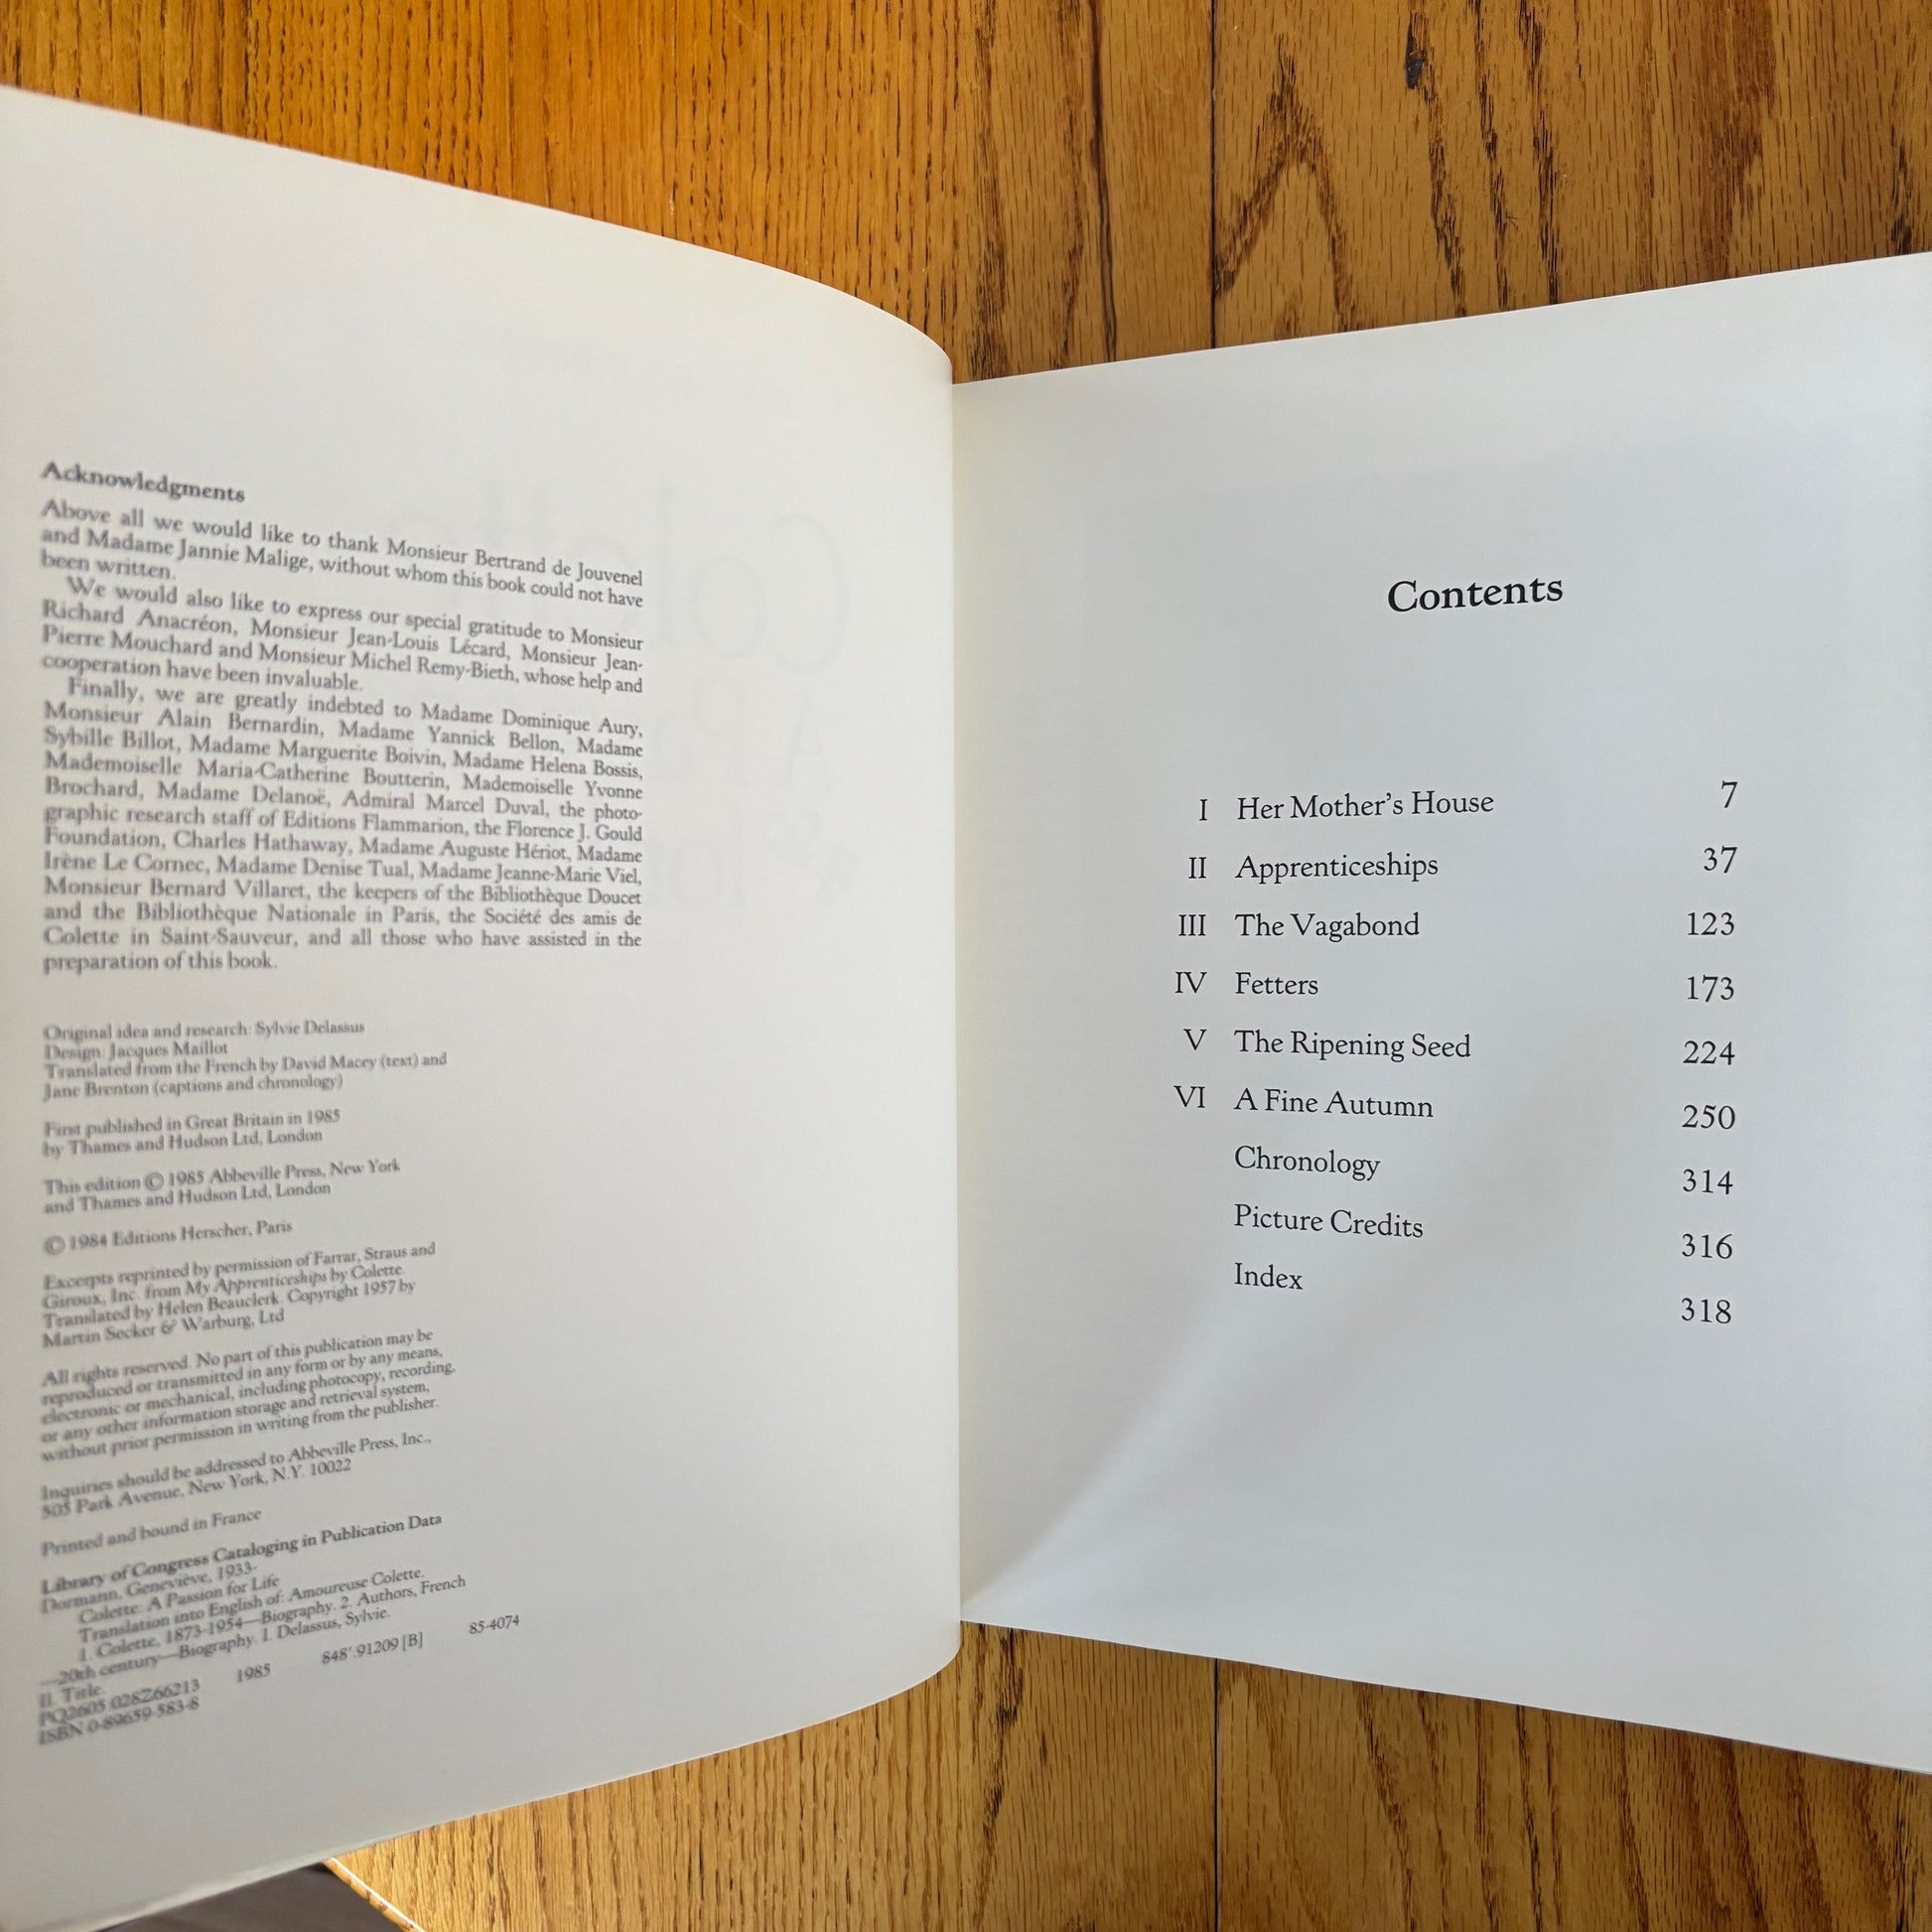 Acknowledgments
Above all we would like to thank Monsieur Bertrand de Jouvenel
and Madame Jannie Malige, without whom this book could not have
been written.
We would also like to express our special gratitude to Monsieur
Richard Anacréon, Monsieur Jean-Louis Lécard, Monsieur Jean-
Pierre Mouchard and Monsieur Michel Remy-Bieth, whose help and
cooperation have been invaluable.
Finally, we are greatly indebted to Madame Dominique Aury,
Monsieur Alain Bernardin, Madame Yannick Bellon, Madame
Sybille Billot, Madame Marguerite Boivin, Madame Helena Bossis,
Mademoiselle Maria-Catherine Boutterin, Mademoiselle Yvonne
Brochard, Madame Delanoë, Admiral Marcel Duval, the photo-
graphic research staff of Editions Flammarion, the Florence J. Gould
Foundation, Charles Hathaway, Madame Auguste Hériot, Madame
Irène Le Cornec, Madame Denise Tual, Madame Jeanne-Marie Viel,
Monsieur Bernard Villaret, the keepers of the Bibliothèque Doucet
and the Bibliothèque Nationale in Paris, the Société des amis de
Colette in Saint-Sauveur, and all those who have assisted in the
preparation of this book.
Original idea and research: Sylvie Delassus
Design: Jacques Maillot
Translated from the French by David Macey (text) and
Jane Brenton (captions and chronology)
First published in Great Britain in 1985
by Thames and Hudson Ltd, London
This edition © 1985 Abbeville Press, New York
and Thames and Hudson Ltd, London
© 1984 Editions Herscher, Paris
Excerpts reprinted by permission of Farrar, Straus and
Giroux, Inc. from My Apprenticeships by Colette.
Translated by Helen Beauclerk. Copyright 1957 by
Martin Secker & Warburg, Ltd
All rights reserved. No part of this publication may be
reproduced or transmitted in any form or by any means,
electronic or mechanical, including photocopy, recording,
or any other information storage and retrieval system,
without prior permission in writing from the publisher.
Inquiries should be addressed to Abbeville Press, Inc.,
505 Park Avenue, New York, N.Y. 10022
Printed and bound in France
Library of Congress Cataloging in Publication Data
Dormann, Geneviève, 1933-
Colette: A Passion for Life
Translation into English of: Amoureuse Colette.
1. Colette, 1873-1954—Biography. 2. Authors, French
—20th century—Biography. I. Delassus, Sylvie.
II. Title.
PQ2605.028Z66213 1985 848'.91209 [B] 85-4074
ISBN 0-89659-583-8
Contents
I Her Mother's House 7
II Apprenticeships 37
III The Vagabond 123
IV Fetters 173
V The Ripening Seed 224
VI A Fine Autumn 250
Chronology 314
Picture Credits 316
Index 318